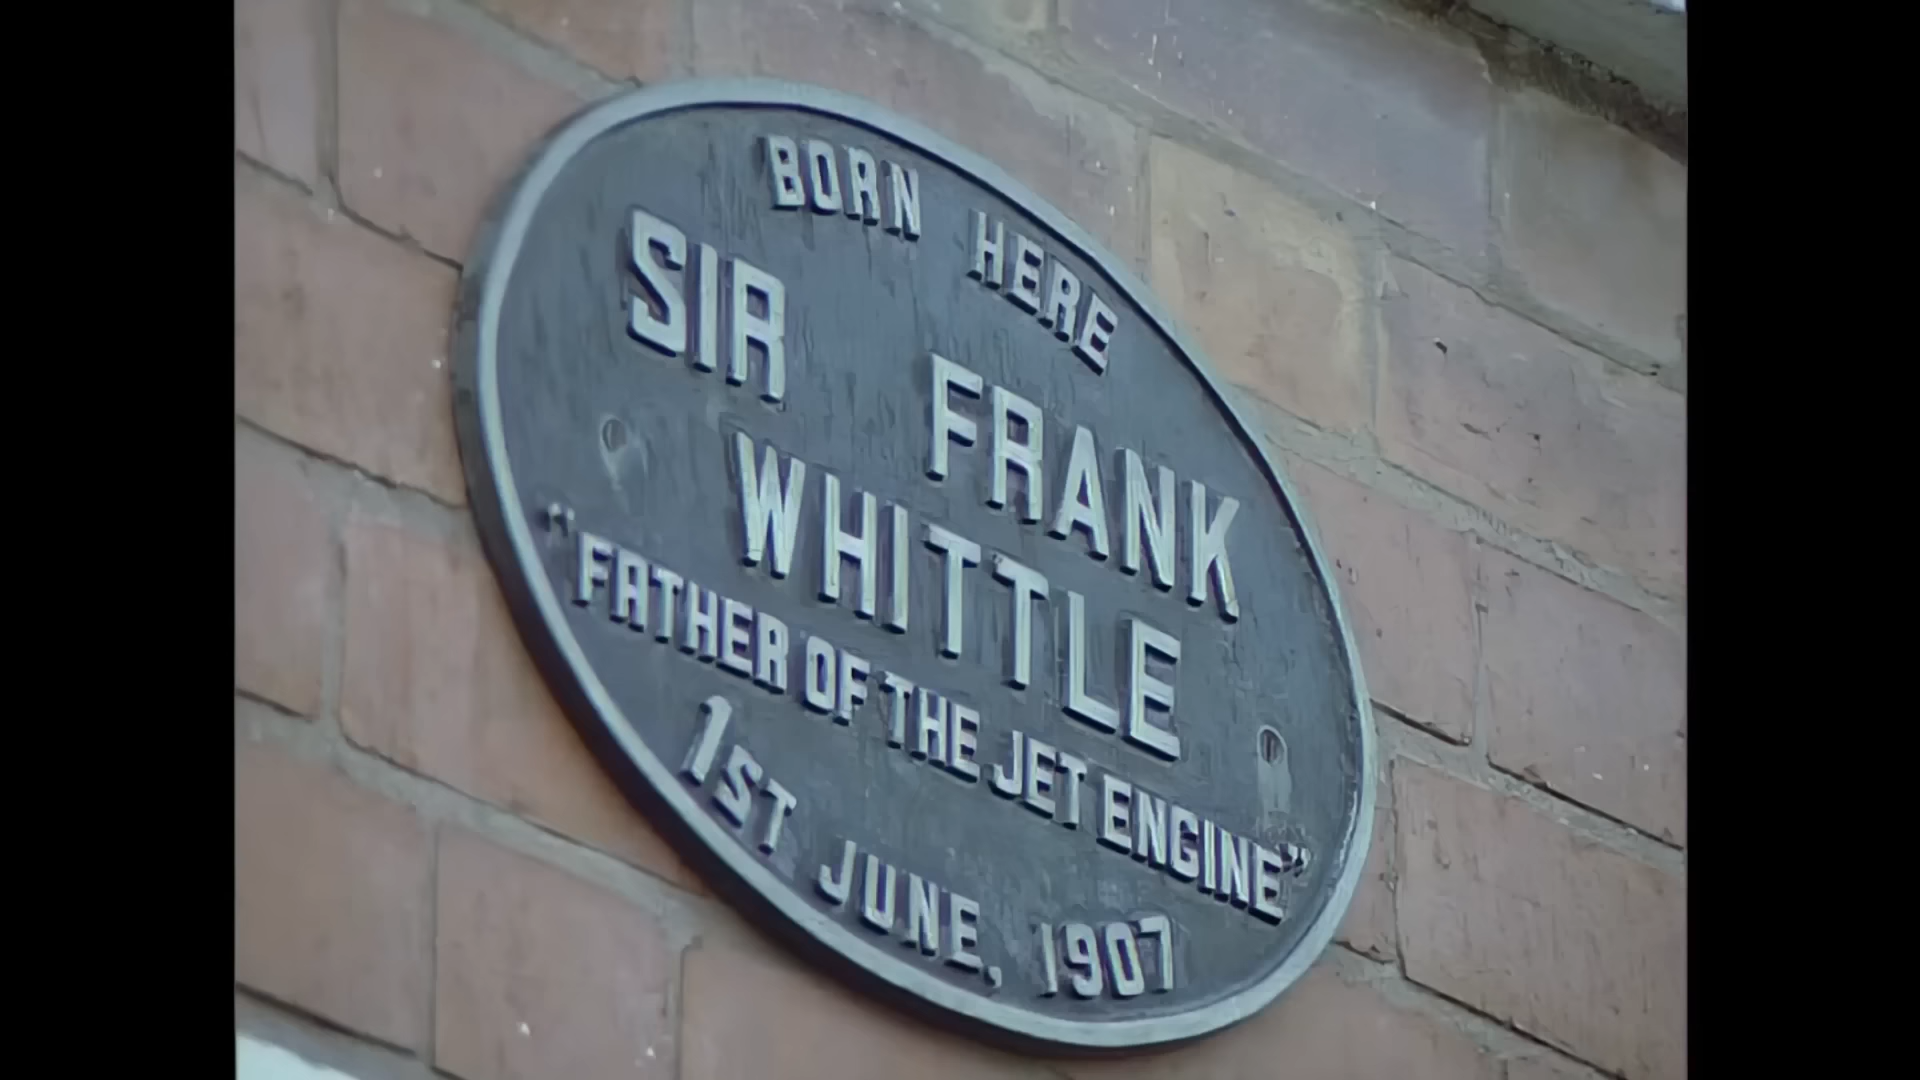 BORN HERE
SIR FRANK
WHITTLE
"FATHER OF THE JET ENGINE"
1ST JUNE, 1907